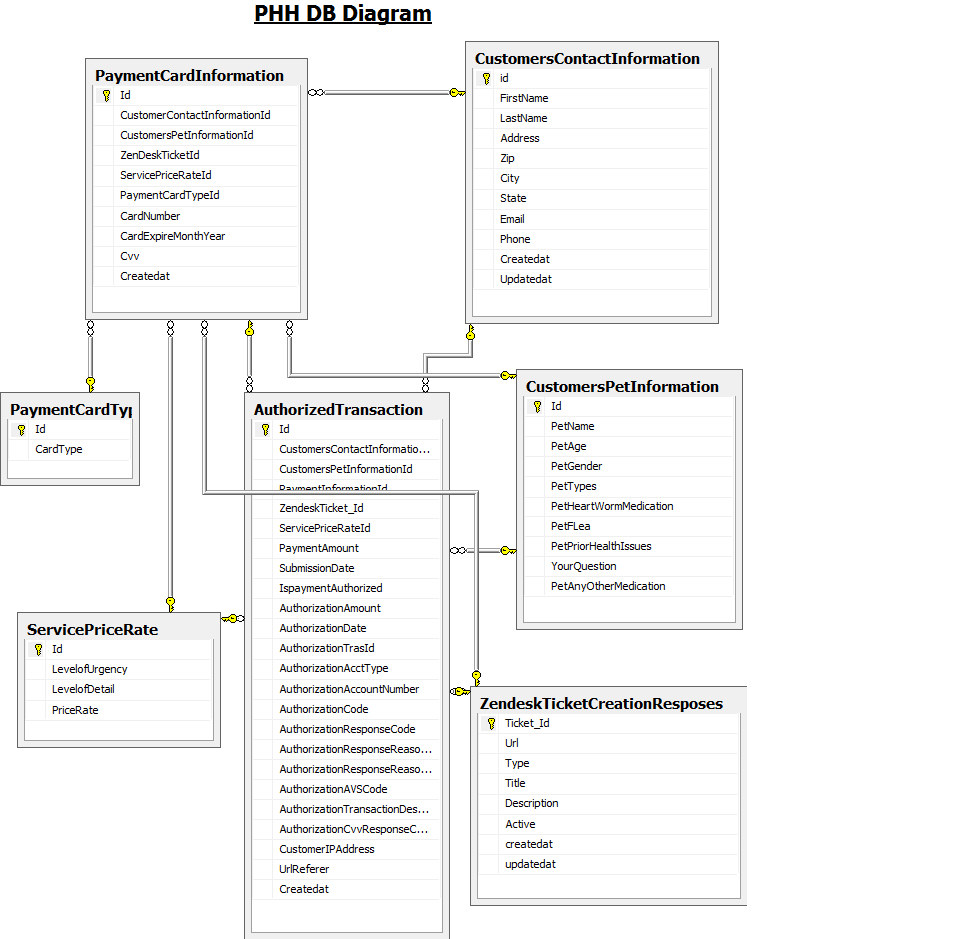 PHH DB Diagram
PaymentCardInformation
Id
CustomerContactInformationId
CustomersPetInformationId
ZenDeskTicketId
ServicePriceRateId
PaymentCardTypeId
CardNumber
CardExpireMonthYear
Cvv
Createdat
CustomersContactInformation
id
FirstName
LastName
Address
Zip
City
State
Email
Phone
Createdat
Updatedat
PaymentCardTyp
Id
CardType
AuthorizedTransaction
Id
CustomersContactInformatio...
CustomersPetInformationId
PaymentInformationId
ZendeskTicket_Id
ServicePriceRateId
PaymentAmount
SubmissionDate
IspaymentAuthorized
AuthorizationAmount
AuthorizationDate
AuthorizationTrasId
AuthorizationAcctType
AuthorizationAccountNumber
AuthorizationCode
AuthorizationResponseCode
AuthorizationResponseReaso...
AuthorizationResponseReaso...
AuthorizationAVSCode
AuthorizationTransactionDes...
AuthorizationCvvResponseC...
CustomerIPAddress
UrlReferer
Createdat
CustomersPetInformation
Id
PetName
PetAge
PetGender
PetTypes
PetHeartWormMedication
PetFLea
PetPriorHealthIssues
YourQuestion
PetAnyOtherMedication
ServicePriceRate
Id
LevelofUrgency
LevelofDetail
PriceRate
ZendeskTicketCreationResposes
Ticket_Id
Url
Type
Title
Description
Active
createdat
updatedat